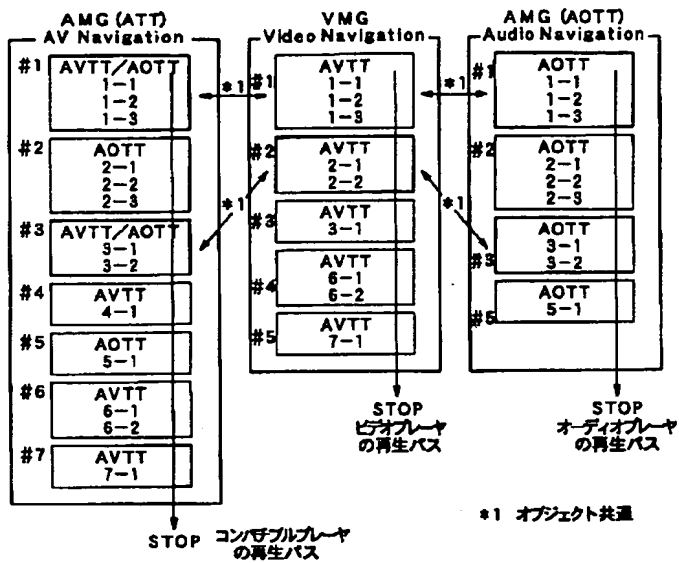 AMG (ATT)
AV Navigation
#1
AVTT/AOTT
1-1
1-2
1-3
#2
AOTT
2-1
2-2
2-3
#3
AVTT/AOTT
3-1
3-2
#4
AVTT
4-1
#5
AOTT
5-1
#6
AVTT
6-1
6-2
#7
AVTT
7-1
STOP
コンパチブルプレーヤ
の再生パス
*1
*1
VMG
Video Navigation
#1
AVTT
1-1
1-2
1-3
#2
AVTT
2-1
2-2
#3
AVTT
3-1
#4
AVTT
6-1
6-2
#5
AVTT
7-1
STOP
ビデオプレーヤ
の再生パス
*1
*1
AMG (AOTT)
Audio Navigation
#1
AOTT
1-1
1-2
1-3
#2
AOTT
2-1
2-2
2-3
#3
AOTT
3-1
3-2
#5
AOTT
5-1
STOP
オーディオプレーヤ
の再生パス
*1 オブジェクト共通